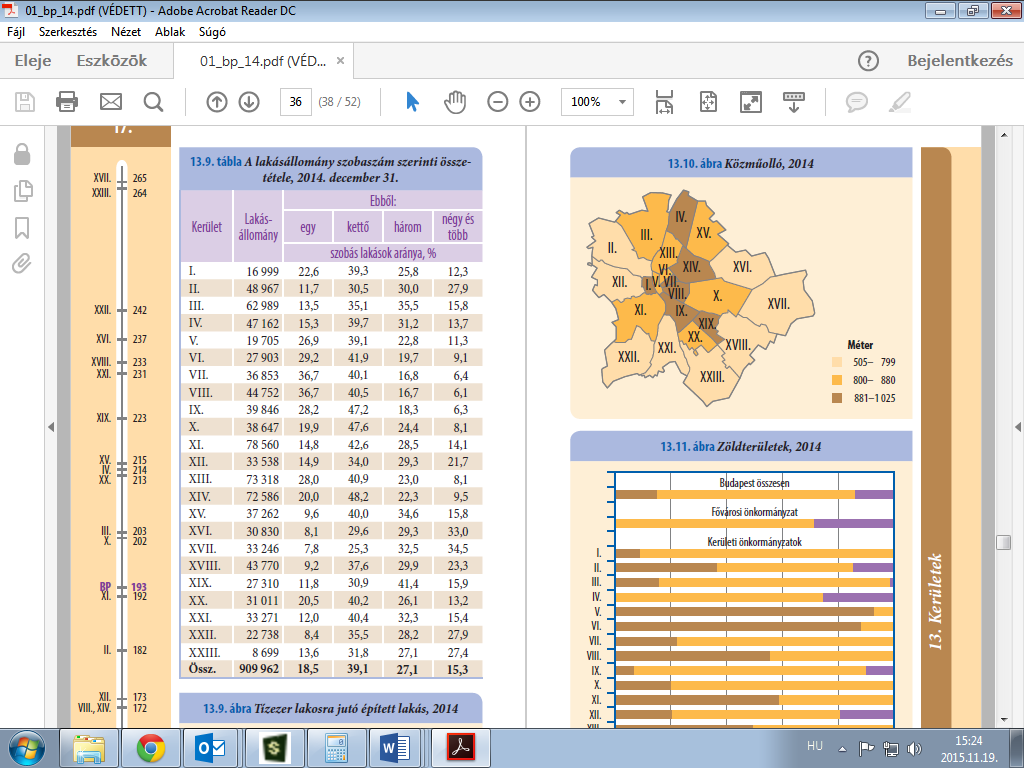 01_bp_14.pdf (VÉDETT) - Adobe Acrobat Reader DC
Fájl Szerkesztés Nézet Ablak Súgó
Eleje Eszközök 01_bp_14.pdf (VÉD... × Bejelentkezés
36 (38 / 52) 100%
17.
XVII. 265
XXIII. 264
XXII. 242
XVI. 237
XVIII. 233
XXI. 231
XIX. 223
XV. 215
IV. 214
XX. 213
III. 203
X. 202
BP 193
XI. 192
II. 182
XII. 173
VIII., XIV. 172
13.9. tábla A lakásállomány szobaszám szerinti össze-
tétele, 2014. december 31.
Kerület Lakás-
állomány
Ebből:
egy kettő három négy és
több
szobás lakások aránya, %
I. 16 999 22,6 39,3 25,8 12,3
II. 48 967 11,7 30,5 30,0 27,9
III. 62 989 13,5 35,1 35,5 15,8
IV. 47 162 15,3 39,7 31,2 13,7
V. 19 705 26,9 39,1 22,8 11,3
VI. 27 903 29,2 41,9 19,7 9,1
VII. 36 853 36,7 40,1 16,8 6,4
VIII. 44 752 36,7 40,5 16,7 6,1
IX. 39 846 28,2 47,2 18,3 6,3
X. 38 647 19,9 47,6 24,4 8,1
XI. 78 560 14,8 42,6 28,5 14,1
XII. 33 538 14,9 34,0 29,3 21,7
XIII. 73 318 28,0 40,9 23,0 8,1
XIV. 72 586 20,0 48,2 22,3 9,5
XV. 37 262 9,6 40,0 34,6 15,8
XVI. 30 830 8,1 29,6 29,3 33,0
XVII. 33 246 7,8 25,3 32,5 34,5
XVIII. 43 770 9,2 37,6 29,9 23,3
XIX. 27 310 11,8 30,9 41,4 15,9
XX. 31 011 20,5 40,2 26,1 13,2
XXI. 33 271 12,0 40,4 32,3 15,4
XXII. 22 738 8,4 35,5 28,2 27,9
XXIII. 8 699 13,6 31,8 27,1 27,4
Össz. 909 962 18,5 39,1 27,1 15,3
13.9. ábra Tízezer lakosra jutó épített lakás, 2014
13.10. ábra Közműolló, 2014
IV.
III. XV.
II. XIII.
VI. XIV. XVI.
XII. I. V. VII.
VIII. X. XVII.
XI. IX.
XIX.
XX. XVIII.
XXII. XXI.
XXIII.
Méter
505– 799
800– 880
881–1 025
13.11. ábra Zöldterületek, 2014
Budapest összesen
Fővárosi önkormányzat
Kerületi önkormányzatok
I.
II.
III.
IV.
V.
VI.
VII.
VIII.
IX.
X.
XI.
XII.
13. Kerületek
HU
15:24
2015.11.19.